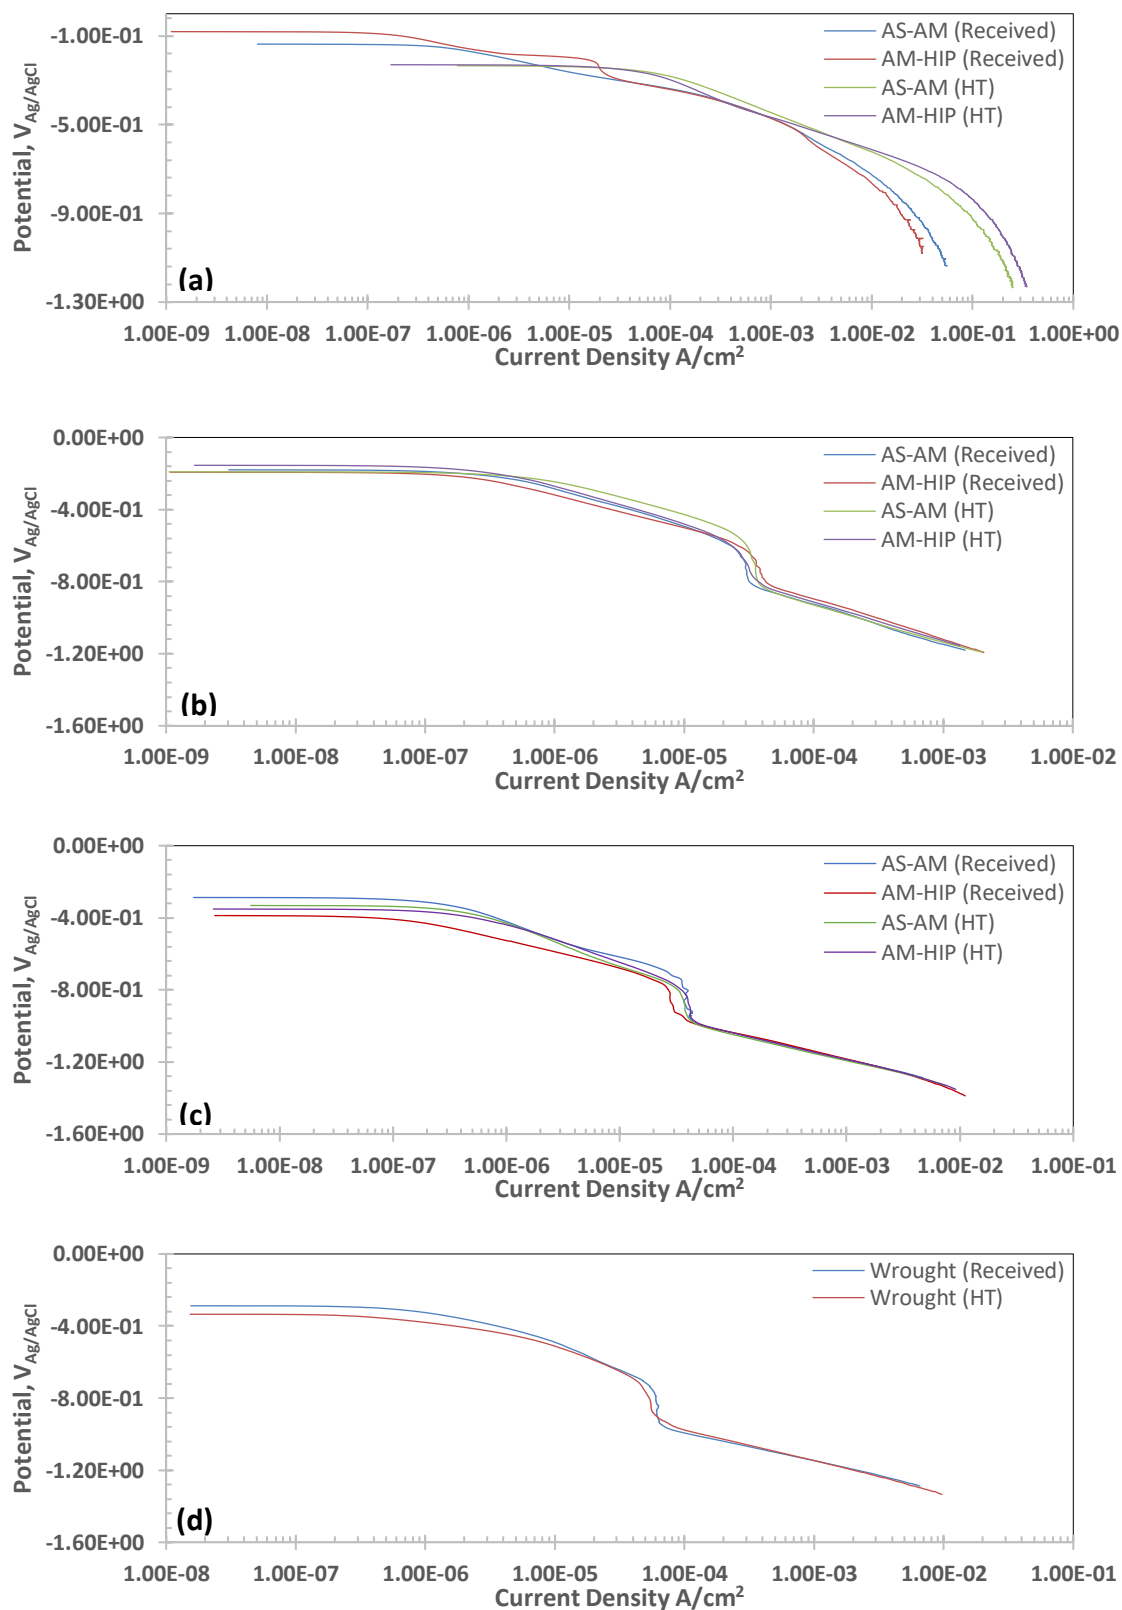 -1.00E-01
-5.00E-01
-9.00E-01
-1.30E+00
Potential, V_Ag/AgCl
AS-AM (Received)
AM-HIP (Received)
AS-AM (HT)
AM-HIP (HT)
(a)
1.00E-09 1.00E-08 1.00E-07 1.00E-06 1.00E-05 1.00E-04 1.00E-03 1.00E-02 1.00E-01 1.00E+00
Current Density A/cm²
0.00E+00
-4.00E-01
-8.00E-01
-1.20E+00
-1.60E+00
Potential, V_Ag/AgCl
AS-AM (Received)
AM-HIP (Received)
AS-AM (HT)
AM-HIP (HT)
(b)
1.00E-09 1.00E-08 1.00E-07 1.00E-06 1.00E-05 1.00E-04 1.00E-03 1.00E-02
Current Density A/cm²
0.00E+00
-4.00E-01
-8.00E-01
-1.20E+00
-1.60E+00
Potential, V_Ag/AgCl
AS-AM (Received)
AM-HIP (Received)
AS-AM (HT)
AM-HIP (HT)
(c)
1.00E-09 1.00E-08 1.00E-07 1.00E-06 1.00E-05 1.00E-04 1.00E-03 1.00E-02 1.00E-01
Current Density A/cm²
0.00E+00
-4.00E-01
-8.00E-01
-1.20E+00
-1.60E+00
Potential, V_Ag/AgCl
Wrought (Received)
Wrought (HT)
(d)
1.00E-08 1.00E-07 1.00E-06 1.00E-05 1.00E-04 1.00E-03 1.00E-02 1.00E-01
Current Density A/cm²